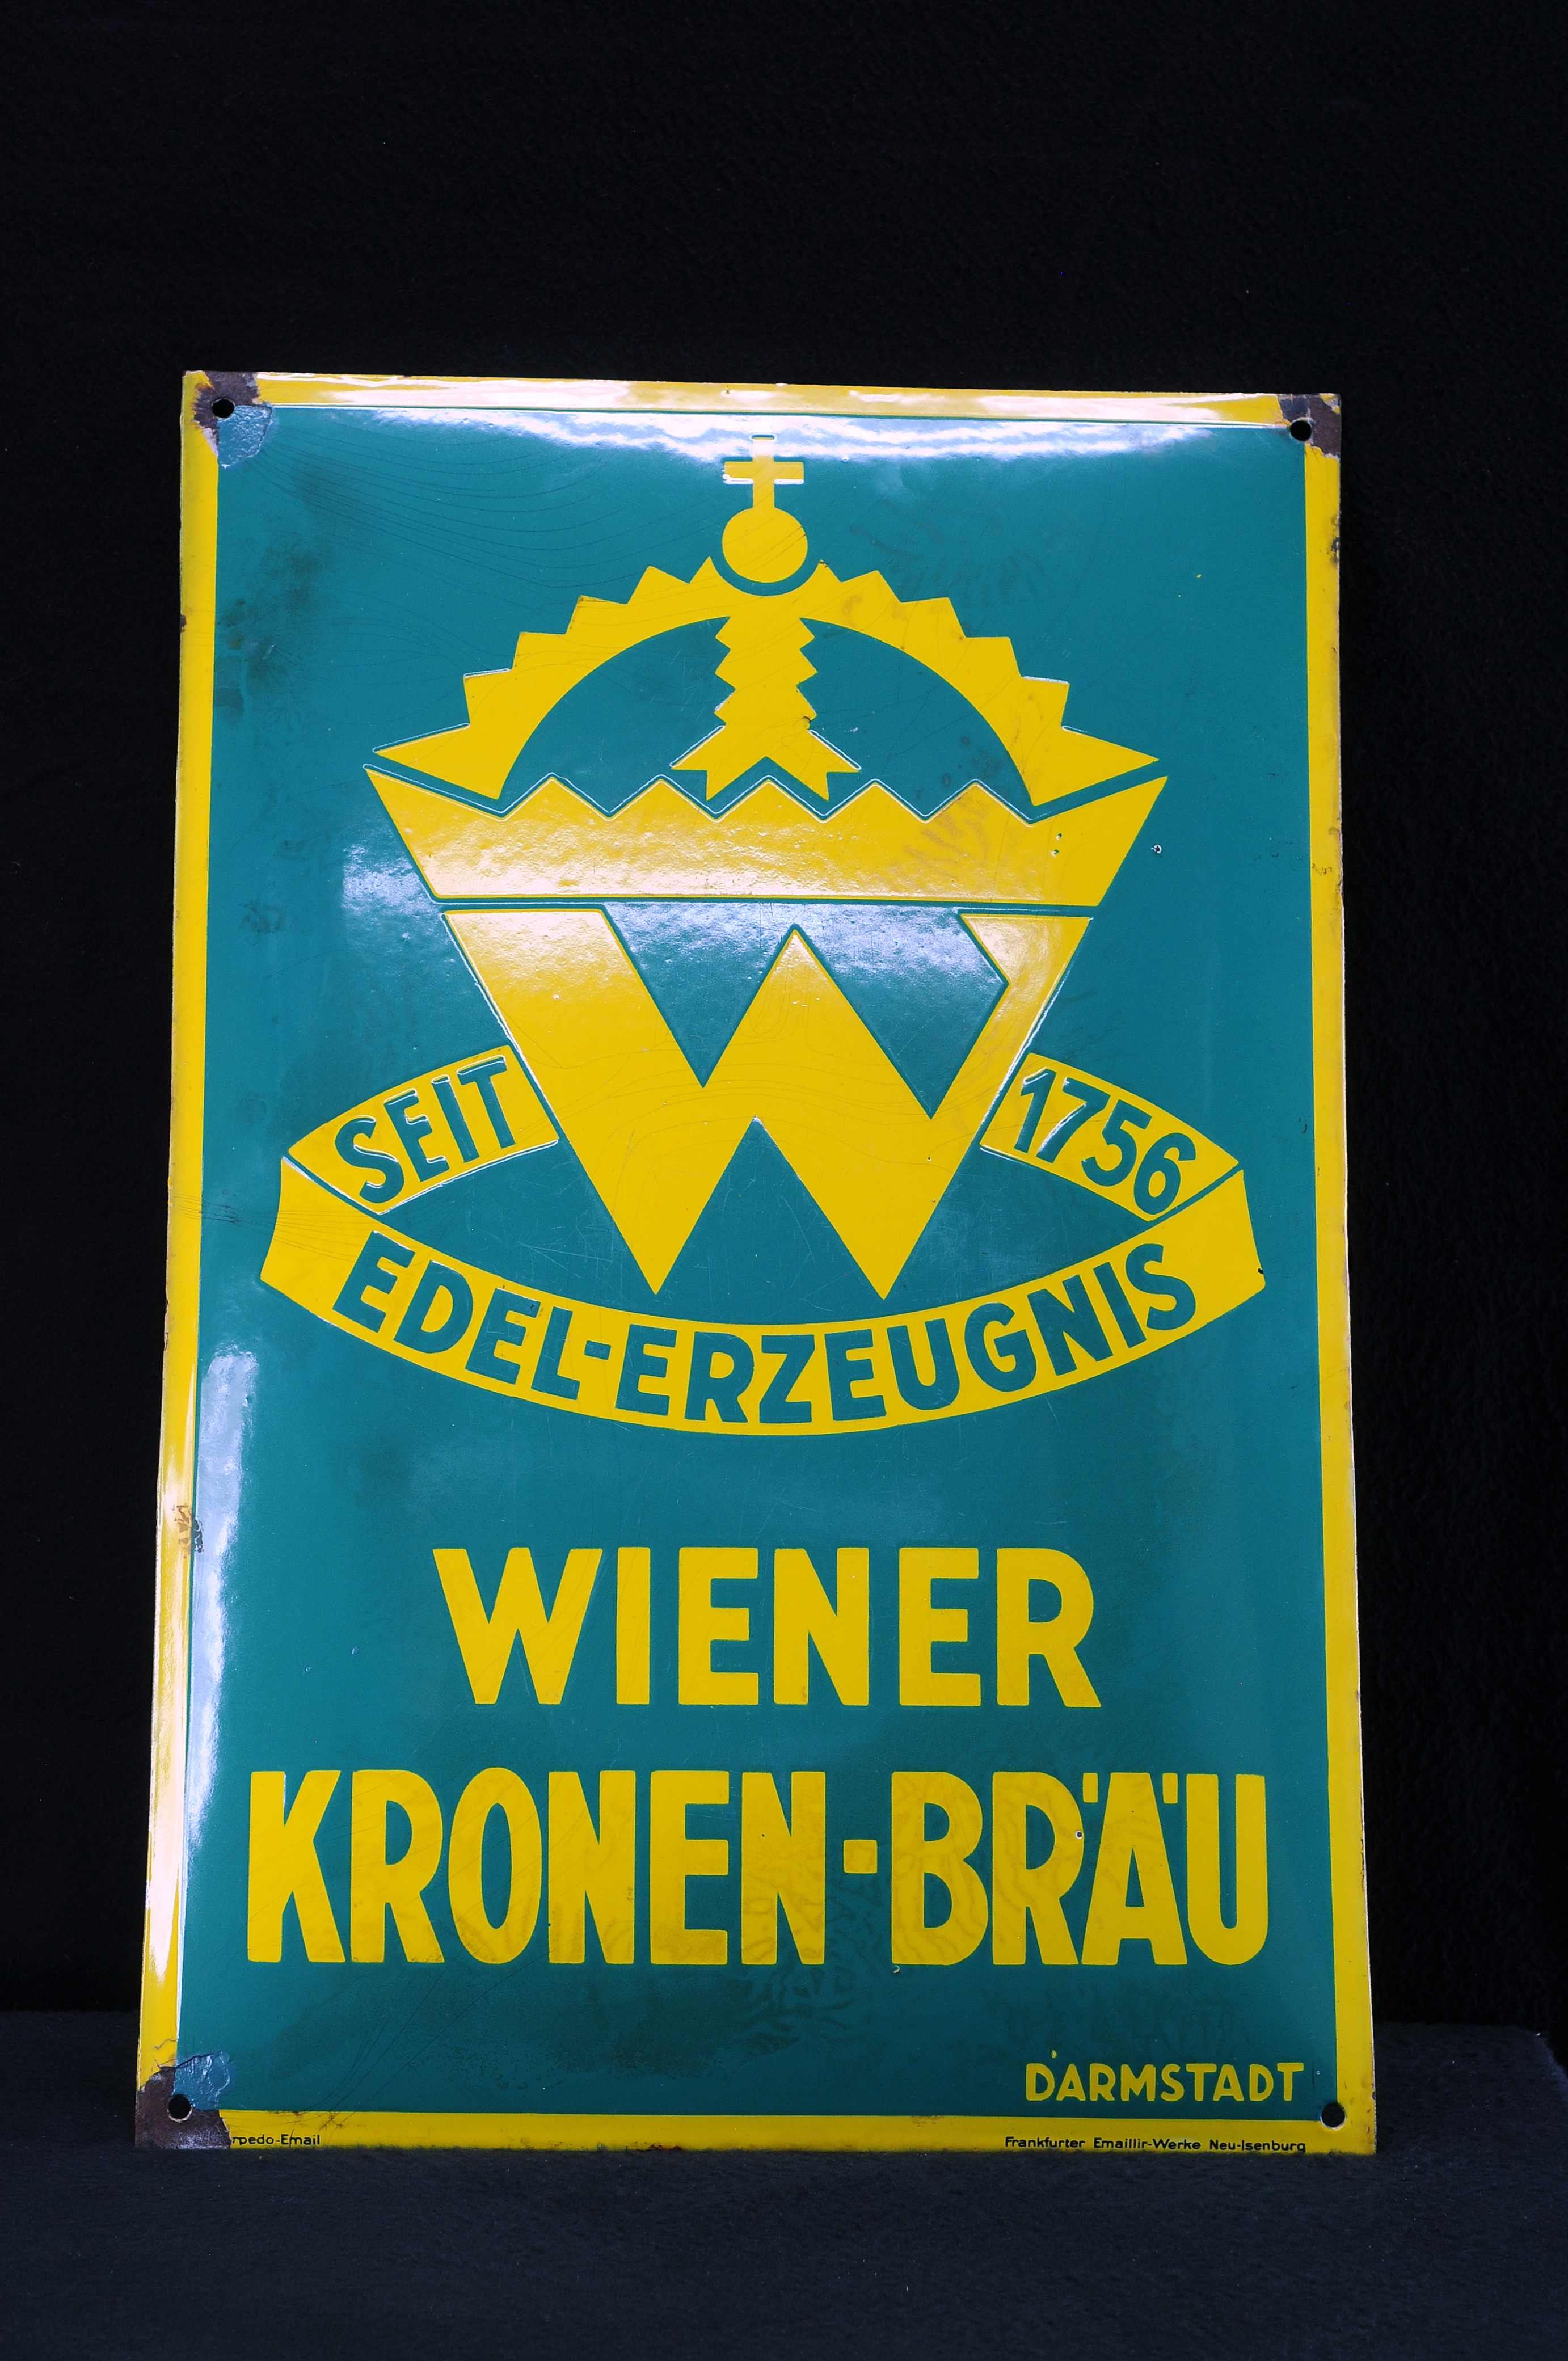 W
SEIT 1756
EDEL-ERZEUGNIS
WIENER
KRONEN-BRÄU
DARMSTADT
Frankfurter Emaillir-Werke Neu-Isenburg